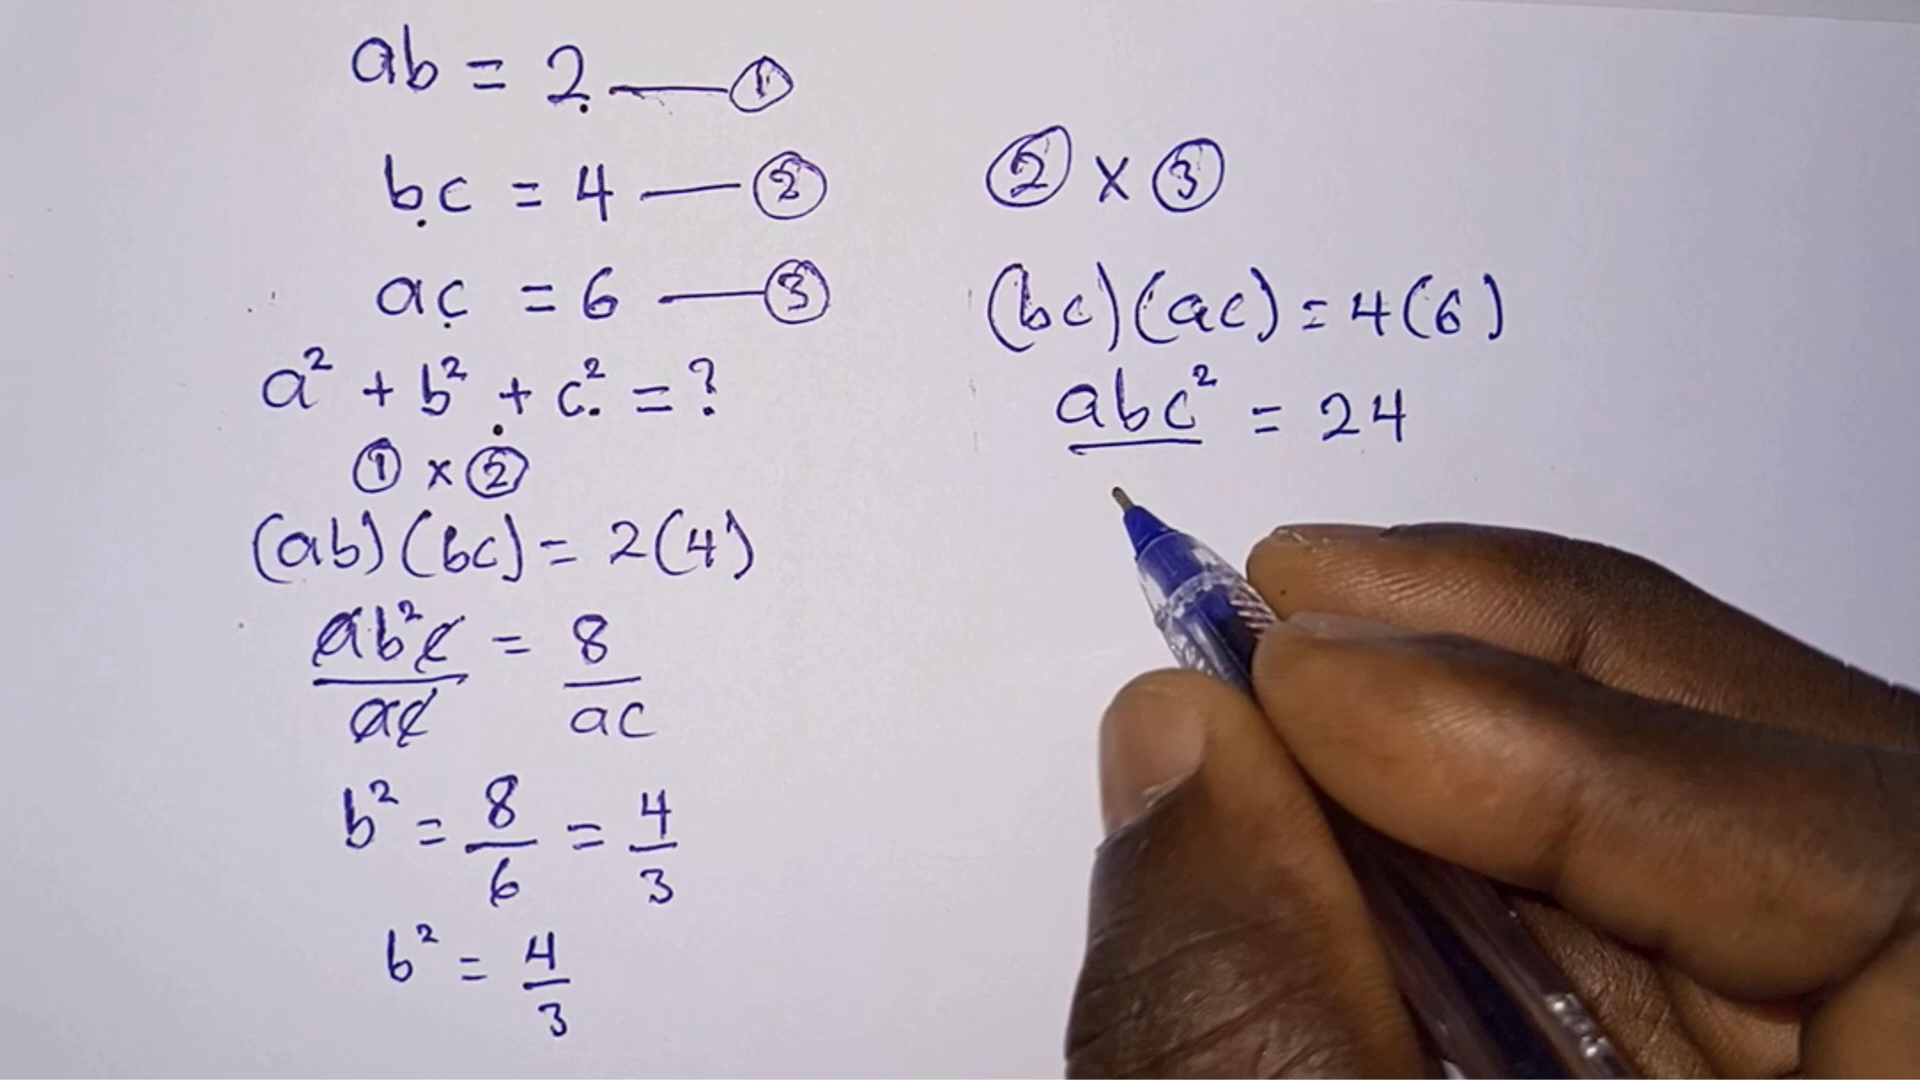 ab = 2 — ①
bc = 4 — ②
ac = 6 — ③
a² + b² + c² = ?
① x ②
(ab)(bc) = 2(4)
ab²c/ac = 8/ac
b² = 8/6 = 4/3
b² = 4/3
② x ③
(bc)(ac) = 4(6)
abc² = 24